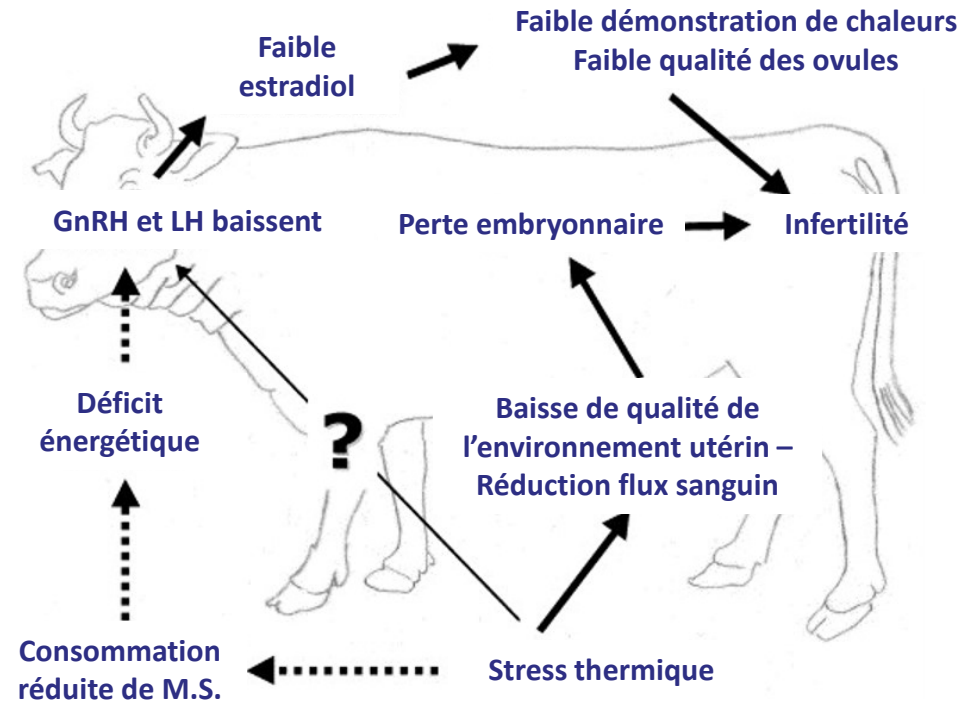 Faible démonstration de chaleurs
Faible qualité des ovules
Faible
estradiol
GnRH et LH baissent
Perte embryonnaire
Infertilité
Déficit
énergétique
?
Baisse de qualité de
l’environnement utérin –
Réduction flux sanguin
Consommation
réduite de M.S.
Stress thermique